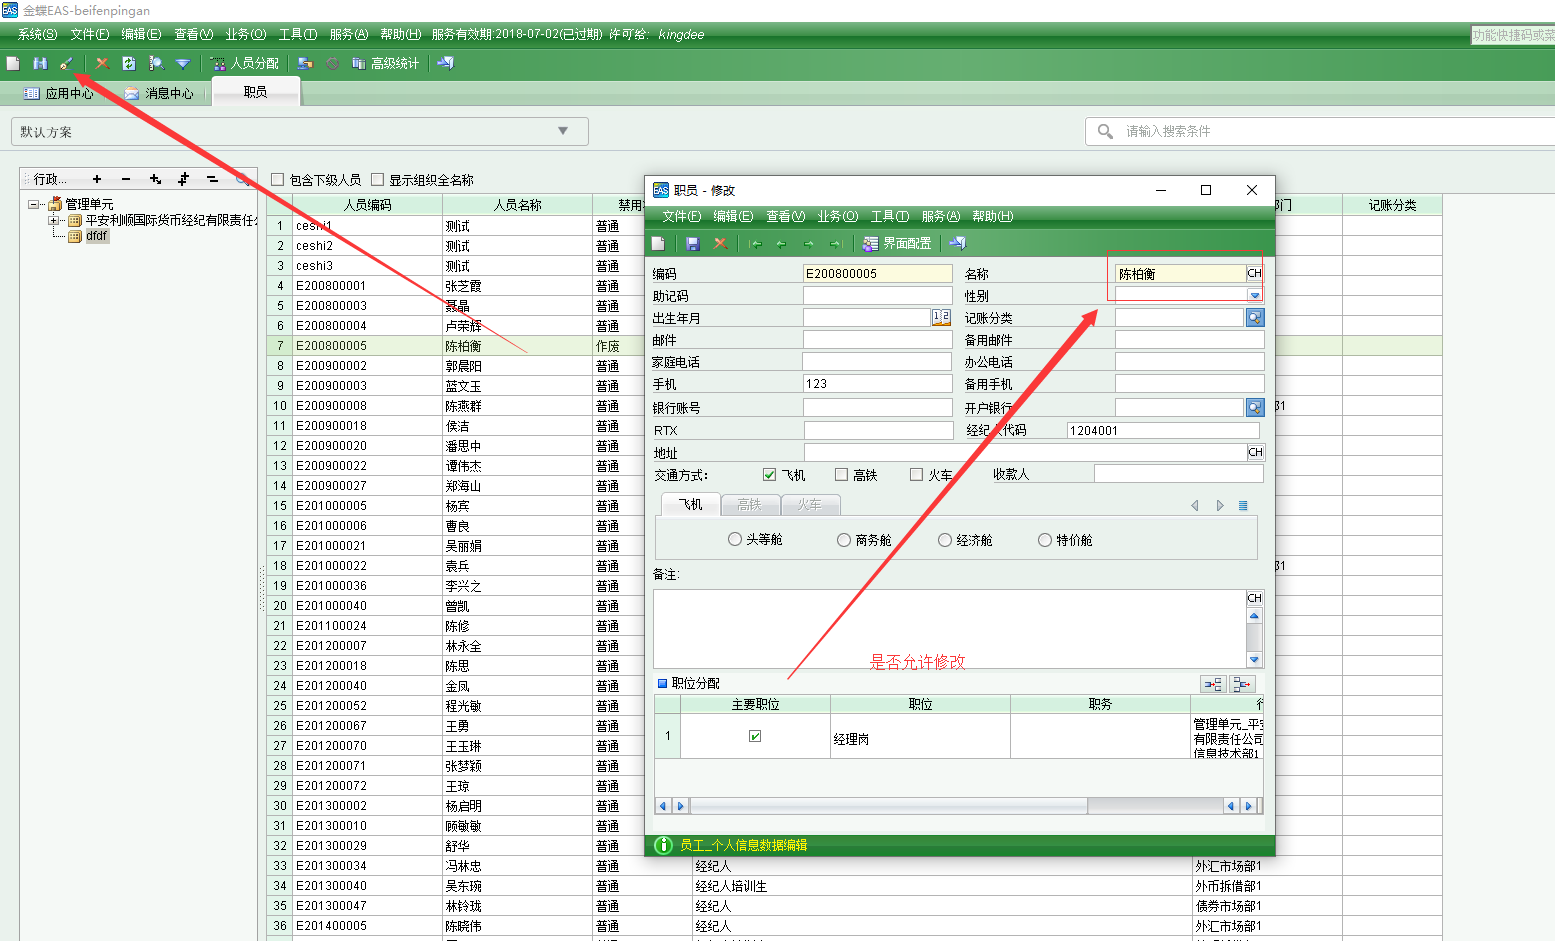 金蝶EAS-beifenpingan
系统(S) 文件(F) 编辑(E) 查看(V) 业务(O) 工具(T) 服务(A) 帮助(H) 服务有效期:2018-07-02(已过期) 许可给: kingdee
功能快捷码或菜
人员分配 高级统计
应用中心 消息中心 职员
默认方案
请输入搜索条件
行政...
管理单元
平安利顺国际货币经纪有限责任
dfdf
包含下级人员 显示组织全名称
人员编码 人员名称 禁用 部门 记账分类
1 ceshi1 测试 普通
2 ceshi2 测试 普通
3 ceshi3 测试 普通
4 E200800001 张芝霞 普通
5 E200800003 聂晶 普通
6 E200800004 卢荣辉 普通
7 E200800005 陈柏衡 作废
8 E200900002 郭晨阳 普通
9 E200900003 蓝文玉 普通
10 E200900008 陈燕群 普通
11 E200900018 侯洁 普通
12 E200900020 潘思中 普通
13 E200900022 谭伟杰 普通
14 E200900027 郑海山 普通
15 E201000005 杨宾 普通
16 E201000006 曹良 普通
17 E201000021 吴丽娟 普通
18 E201000022 袁兵 普通
19 E201000036 李兴之 普通
20 E201000040 曾凯 普通
21 E201100024 陈修 普通
22 E201200007 林永全 普通
23 E201200018 陈思 普通
24 E201200040 金凤 普通
25 E201200052 程光敏 普通
26 E201200067 王勇 普通
27 E201200070 王玉琳 普通
28 E201200071 张梦颖 普通
29 E201200072 王琼 普通
30 E201300002 杨启明 普通
31 E201300010 顾敏敏 普通
32 E201300029 舒华 普通
33 E201300034 冯林忠 普通 经纪人 外汇市场部1
34 E201300040 吴东琬 普通 经纪人培训生 外币拆借部1
35 E201300047 林铃珑 普通 经纪人 债券市场部1
36 E201400005 陈晓伟 普通 经纪人 外汇市场部1
职员 - 修改
文件(F) 编辑(E) 查看(V) 业务(O) 工具(T) 服务(A) 帮助(H)
界面配置
编码 E200800005 名称 陈柏衡 CH
助记码 性别
出生年月 12 记账分类
邮件 备用邮件
家庭电话 办公电话
手机 123 备用手机
银行账号 开户银行
RTX 经纪人代码 1204001
地址 CH
交通方式: 飞机 高铁 火车 收款人
飞机 高铁 火车
头等舱 商务舱 经济舱 特价舱
备注:
CH
是否允许修改
职位分配
主要职位 职位 职务 行
1 经理岗 管理单元_平安
有限责任公司
信息技术部1
员工_个人信息数据编辑